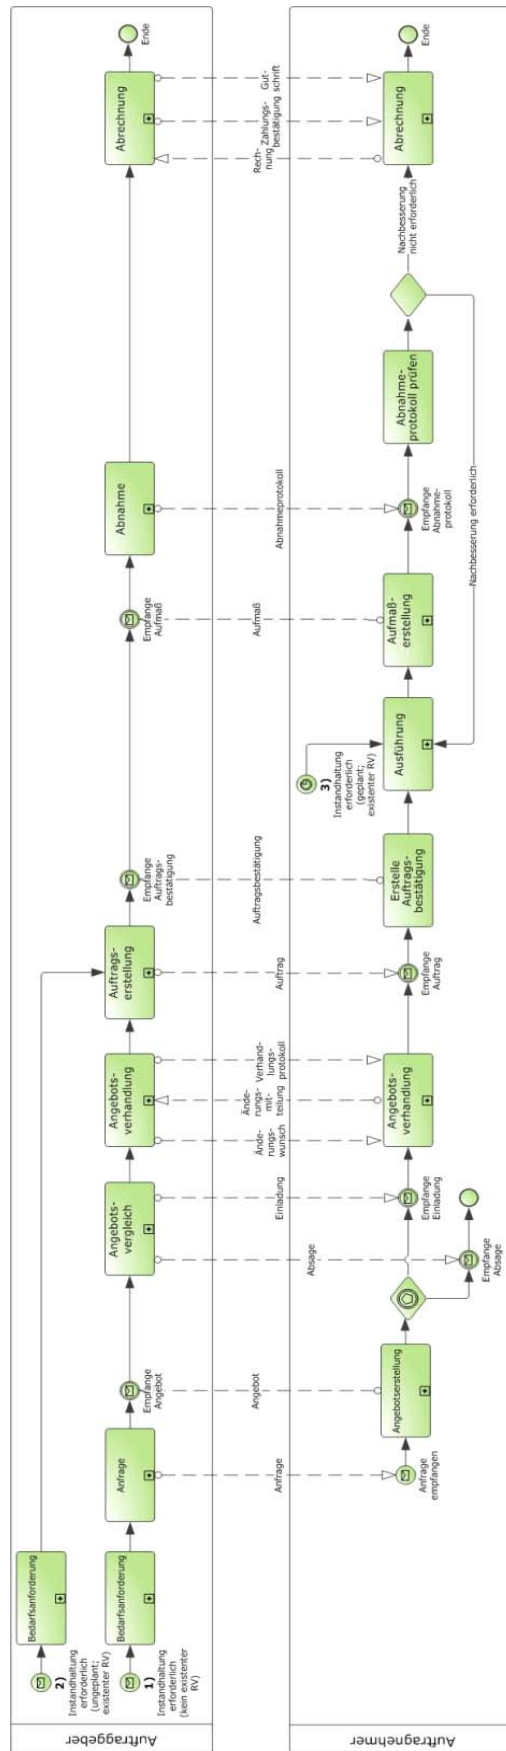 Auftraggeber
2)
Instandhaltung
erforderlich
(ungeplant;
existenter RV)
Bedarfsanforderung
1)
Instandhaltung
erforderlich
(kein existenter
RV)
Bedarfsanforderung
Anfrage
Empfange
Angebot
Angebots-
vergleich
Angebots-
verhandlung
Auftrags-
erstellung
Empfange
Auftrags-
bestätigung
Empfange
Aufmaß
Abnahme
Abrechnung
Ende
Anfrage
Angebot
Absage
Einladung
Änderungs-
wunsch
Änderungs-
mit-
teilung
Verhand-
lungs-
protokoll
Auftrag
Auftragsbestätigung
Aufmaß
Abnahmeprotokoll
Rech-
nung
Zahlungs-
bestätigung
Gut-
schrift
Auftragnehmer
Anfrage
empfangen
Angebotserstellung
Empfange
Absage
Empfange
Einladung
Angebots-
verhandlung
Empfange
Auftrag
Erstelle
Auftrags-
bestätigung
3)
Instandhaltung
erforderlich
(geplant;
existenter RV)
Ausführung
Aufmaß-
erstellung
Empfange
Abnahme-
protokoll
Abnahme-
protokoll prüfen
Nachbesserung erforderlich
Nachbesserung
nicht erforderlich
Abrechnung
Ende